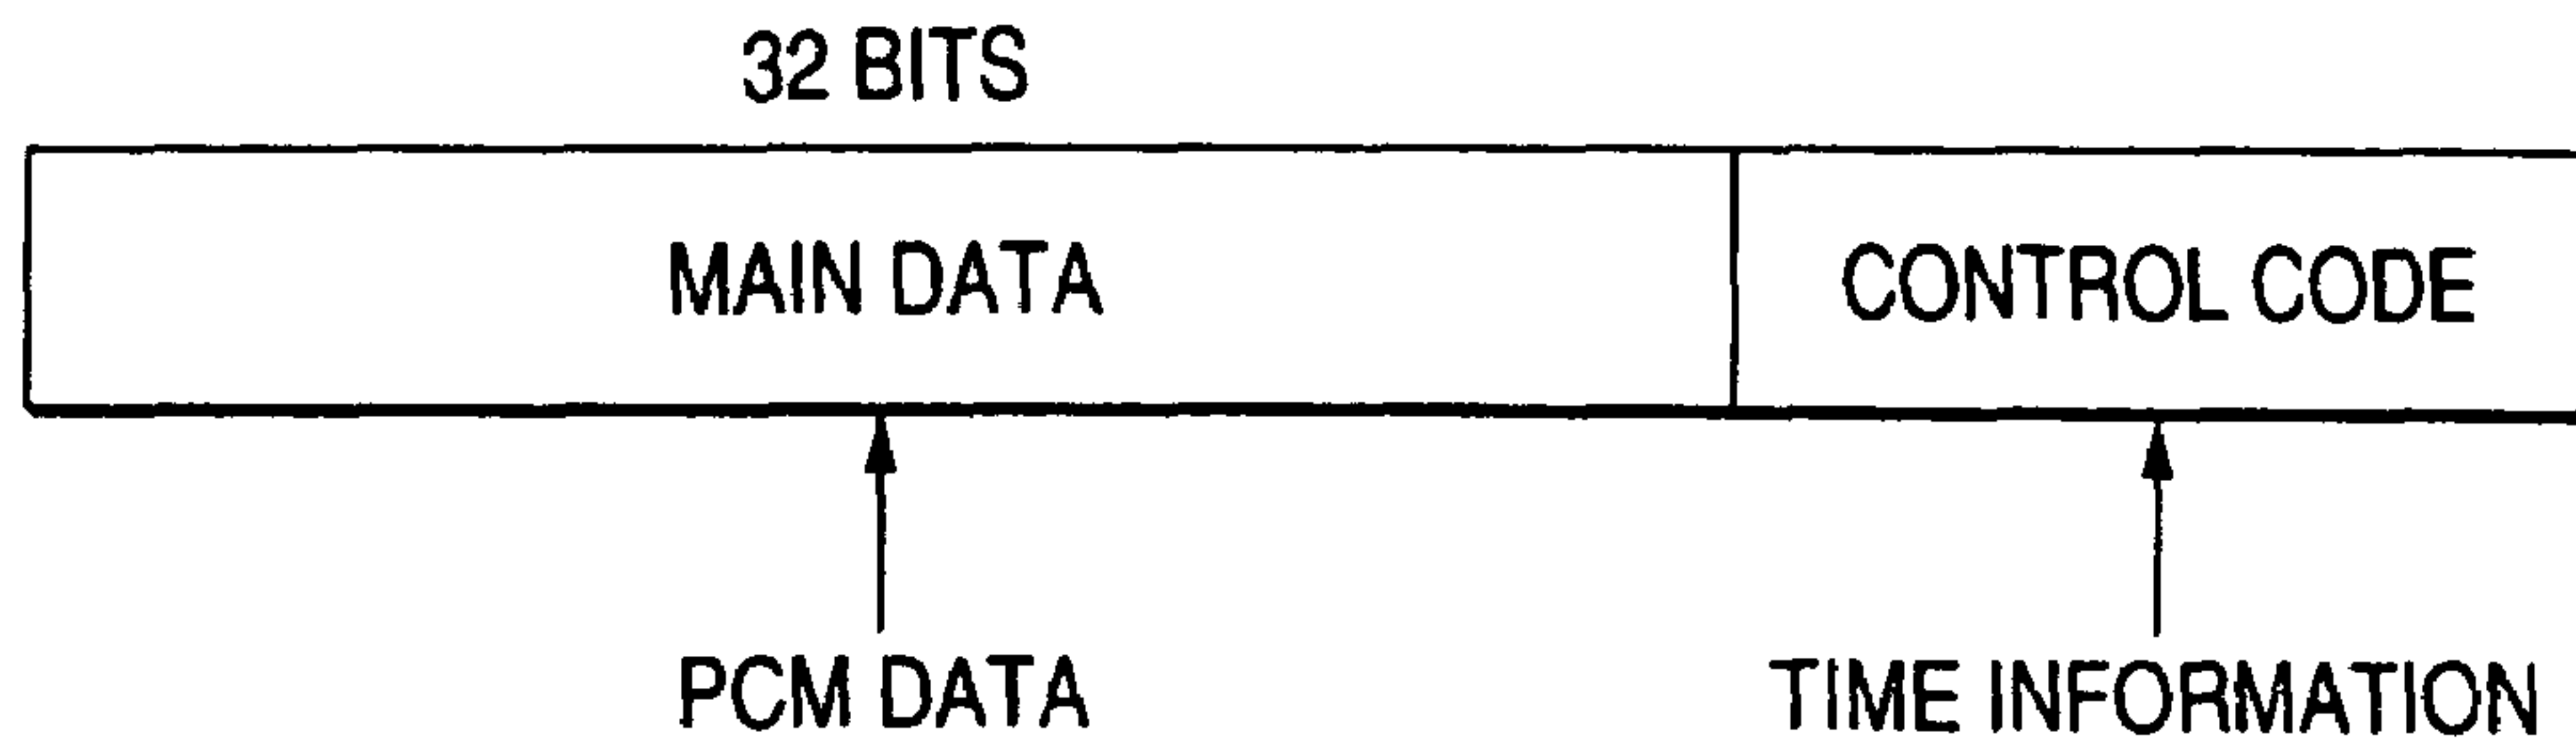 32 BITS
MAIN DATA
CONTROL CODE
PCM DATA
TIME INFORMATION